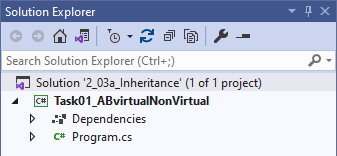 Solution Explorer
Search Solution Explorer (Ctrl+;)
Solution '2_03a_Inheritance' (1 of 1 project)
C# Task01_ABvirtualNonVirtual
Dependencies
C# Program.cs